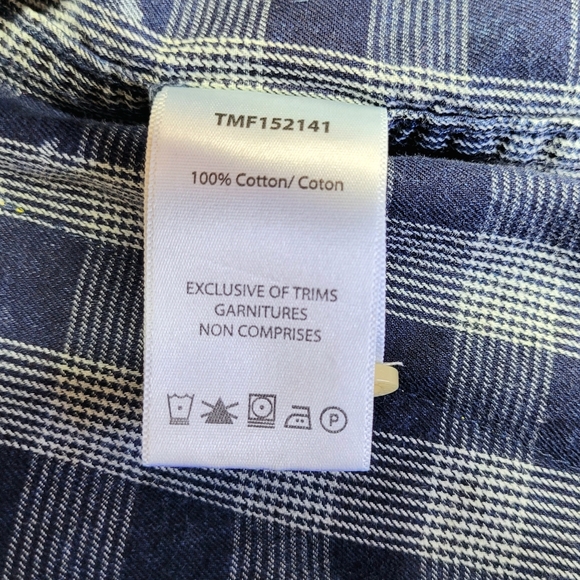 TMF152141
100% Cotton/ Coton
EXCLUSIVE OF TRIMS
GARNITURES
NON COMPRISES
P